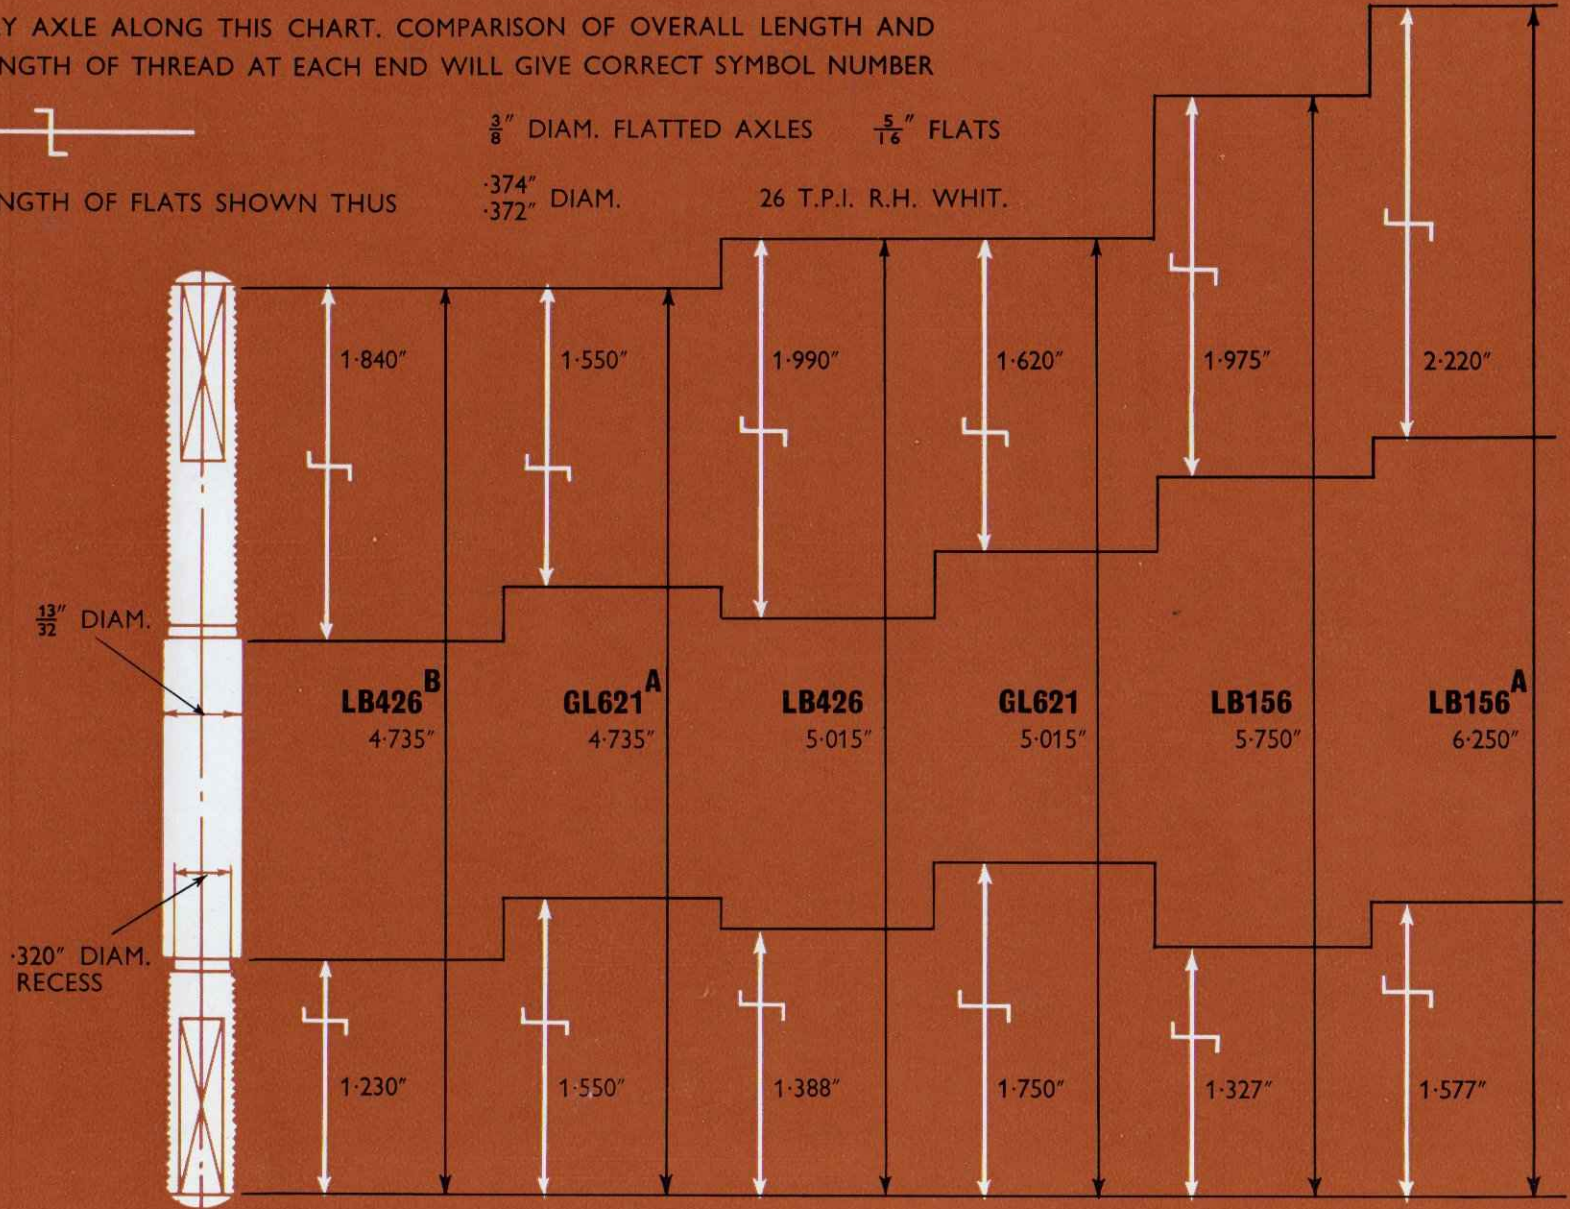 AXLE ALONG THIS CHART. COMPARISON OF OVERALL LENGTH AND
OF THREAD AT EACH END WILL GIVE CORRECT SYMBOL NUMBER
3/8" DIAM. FLATTED AXLES 5/16" FLATS
OF FLATS SHOWN THUS
·374"
·372" DIAM.
26 T.P.I. R.H. WHIT.
1·840" 1·550" 1·990" 1·620" 1·975" 2·220"
13/32" DIAM.
LB426B GL621A LB426 GL621 LB156 LB156A
4·735" 4·735" 5·015" 5·015" 5·750" 6·250"
·320" DIAM.
RECESS
1·230" 1·550" 1·388" 1·750" 1·327" 1·577"